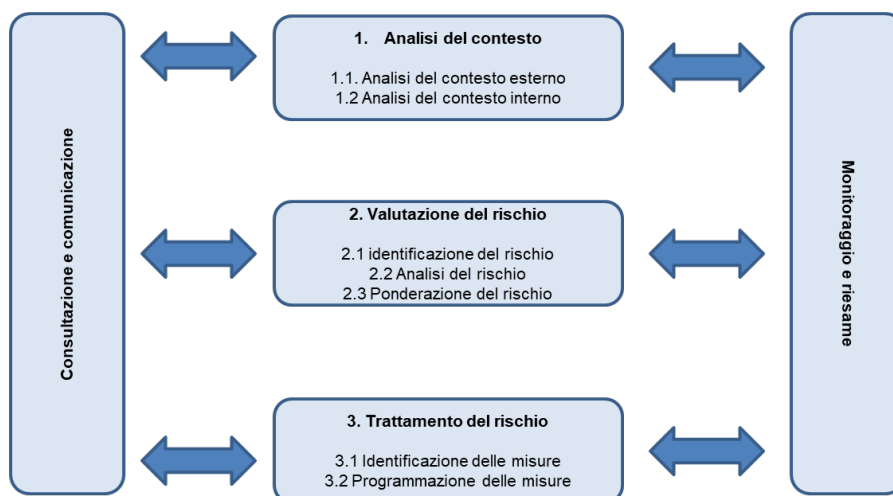 Consultazione e comunicazione
1. Analisi del contesto
1.1. Analisi del contesto esterno
1.2 Analisi del contesto interno
2. Valutazione del rischio
2.1 identificazione del rischio
2.2 Analisi del rischio
2.3 Ponderazione del rischio
3. Trattamento del rischio
3.1 Identificazione delle misure
3.2 Programmazione delle misure
Monitoraggio e riesame